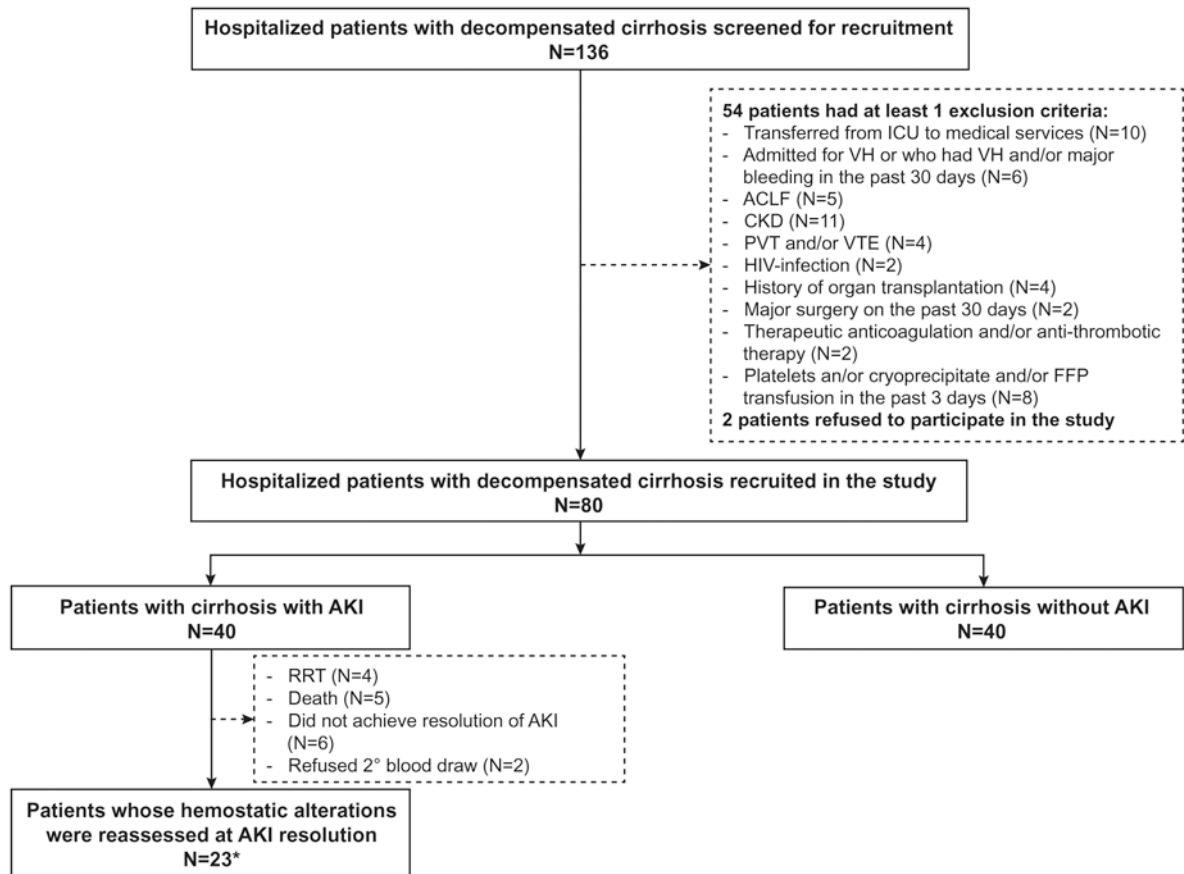 Hospitalized patients with decompensated cirrhosis screened for recruitment
N=136
54 patients had at least 1 exclusion criteria:
- Transferred from ICU to medical services (N=10)
- Admitted for VH or who had VH and/or major
bleeding in the past 30 days (N=6)
- ACLF (N=5)
- CKD (N=11)
- PVT and/or VTE (N=4)
- HIV-infection (N=2)
- History of organ transplantation (N=4)
- Major surgery on the past 30 days (N=2)
- Therapeutic anticoagulation and/or anti-thrombotic
therapy (N=2)
- Platelets an/or cryoprecipitate and/or FFP
transfusion in the past 3 days (N=8)
2 patients refused to participate in the study
Hospitalized patients with decompensated cirrhosis recruited in the study
N=80
Patients with cirrhosis with AKI
N=40
Patients with cirrhosis without AKI
N=40
- RRT (N=4)
- Death (N=5)
- Did not achieve resolution of AKI
(N=6)
- Refused 2° blood draw (N=2)
Patients whose hemostatic alterations
were reassessed at AKI resolution
N=23*